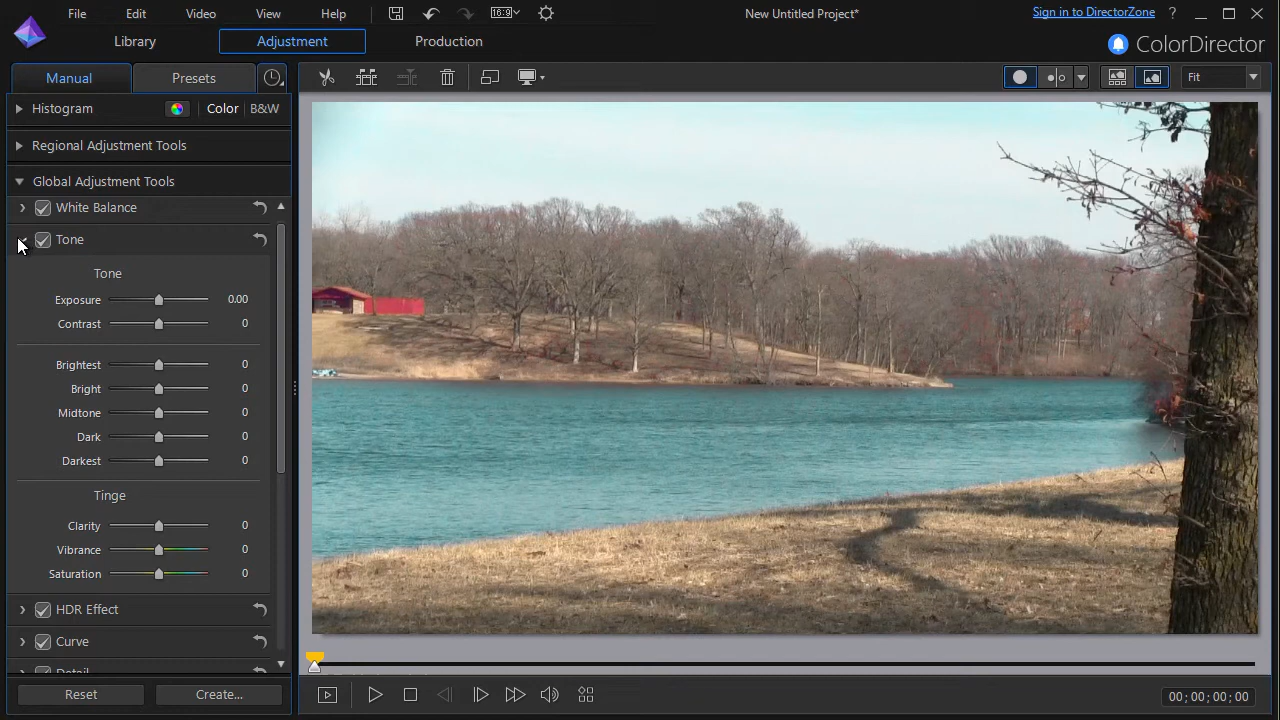 File Edit Video View Help 16:9 New Untitled Project* Sign in to DirectorZone ?
Library Adjustment Production ColorDirector
Manual Presets Fit
Histogram Color B&W
Regional Adjustment Tools
Global Adjustment Tools
White Balance
Tone
Tone
Exposure 0.00
Contrast 0
Brightest 0
Bright 0
Midtone 0
Dark 0
Darkest 0
Tinge
Clarity 0
Vibrance 0
Saturation 0
HDR Effect
Curve
Detail
Reset Create... 00;00;00;00